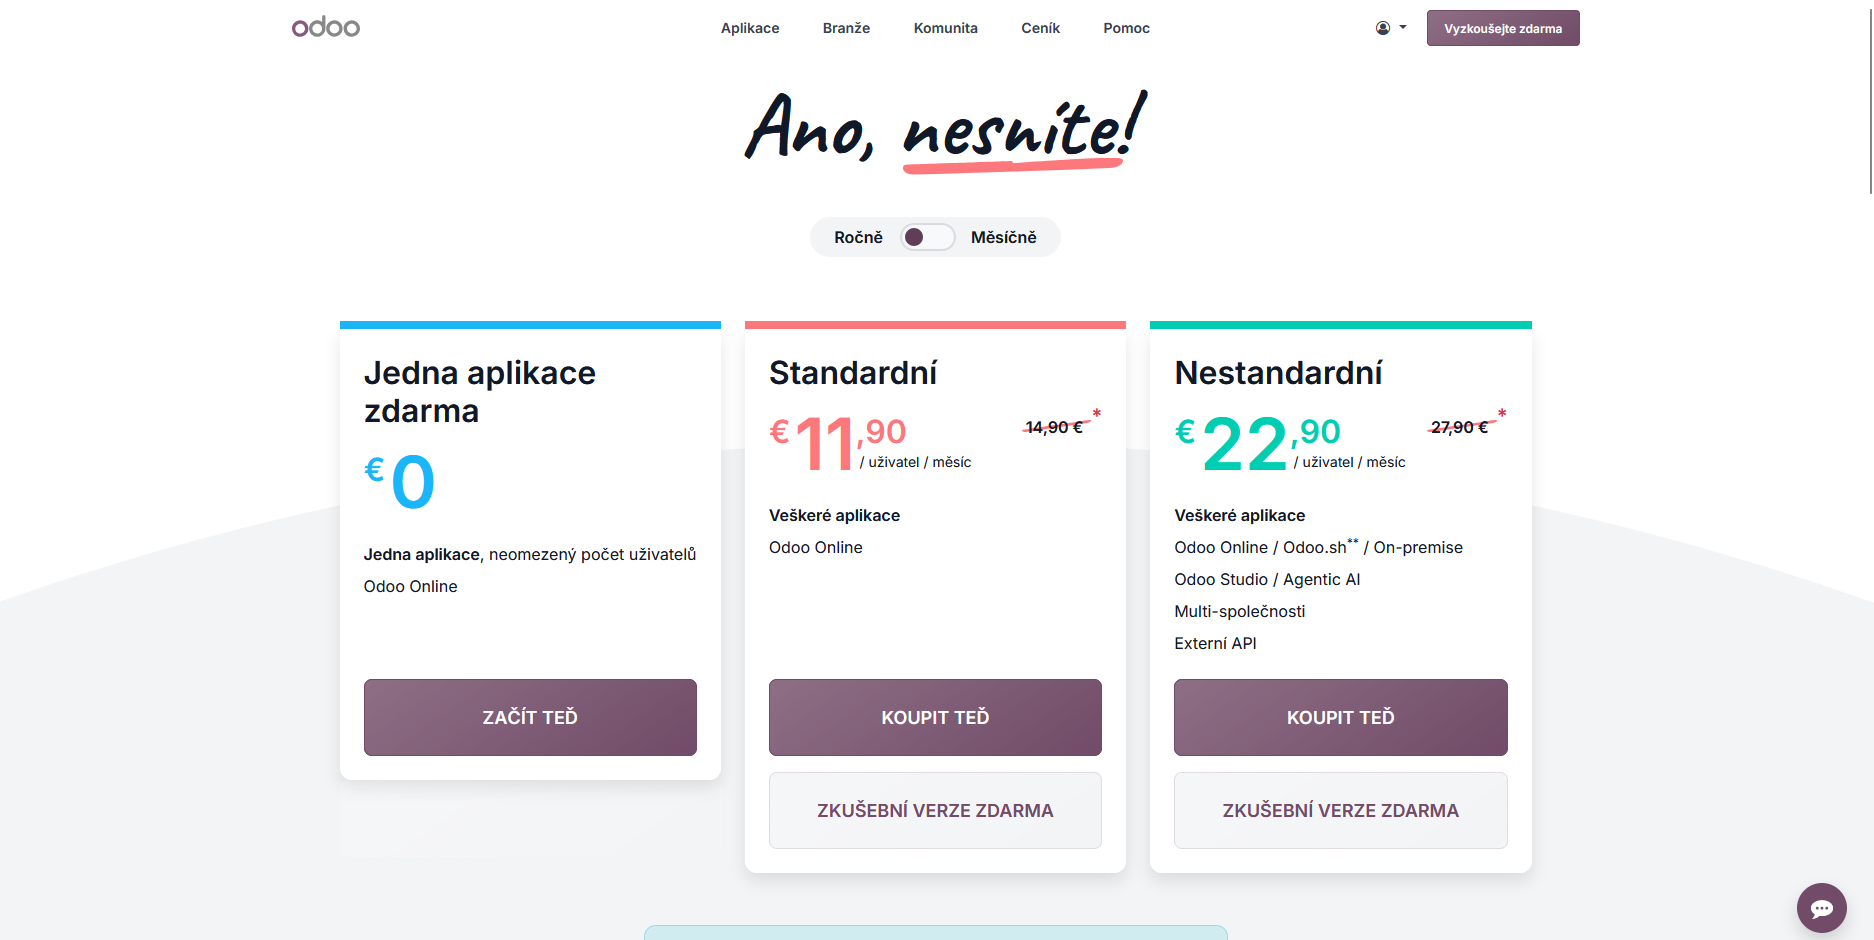 odoo
Aplikace Branže Komunita Ceník Pomoc
Vyzkoušejte zdarma
Ano, nesníte!
Ročně Měsíčně
Jedna aplikace
zdarma
€ 0
Jedna aplikace, neomezený počet uživatelů
Odoo Online
ZAČÍT TEĎ
Standardní
€ 11,90
/ uživatel / měsíc
14,90 € *
Veškeré aplikace
Odoo Online
KOUPIT TEĎ
ZKUŠEBNÍ VERZE ZDARMA
Nestandardní
€ 22,90
/ uživatel / měsíc
27,90 € *
Veškeré aplikace
Odoo Online / Odoo.sh** / On-premise
Odoo Studio / Agentic AI
Multi-společnosti
Externí API
KOUPIT TEĎ
ZKUŠEBNÍ VERZE ZDARMA